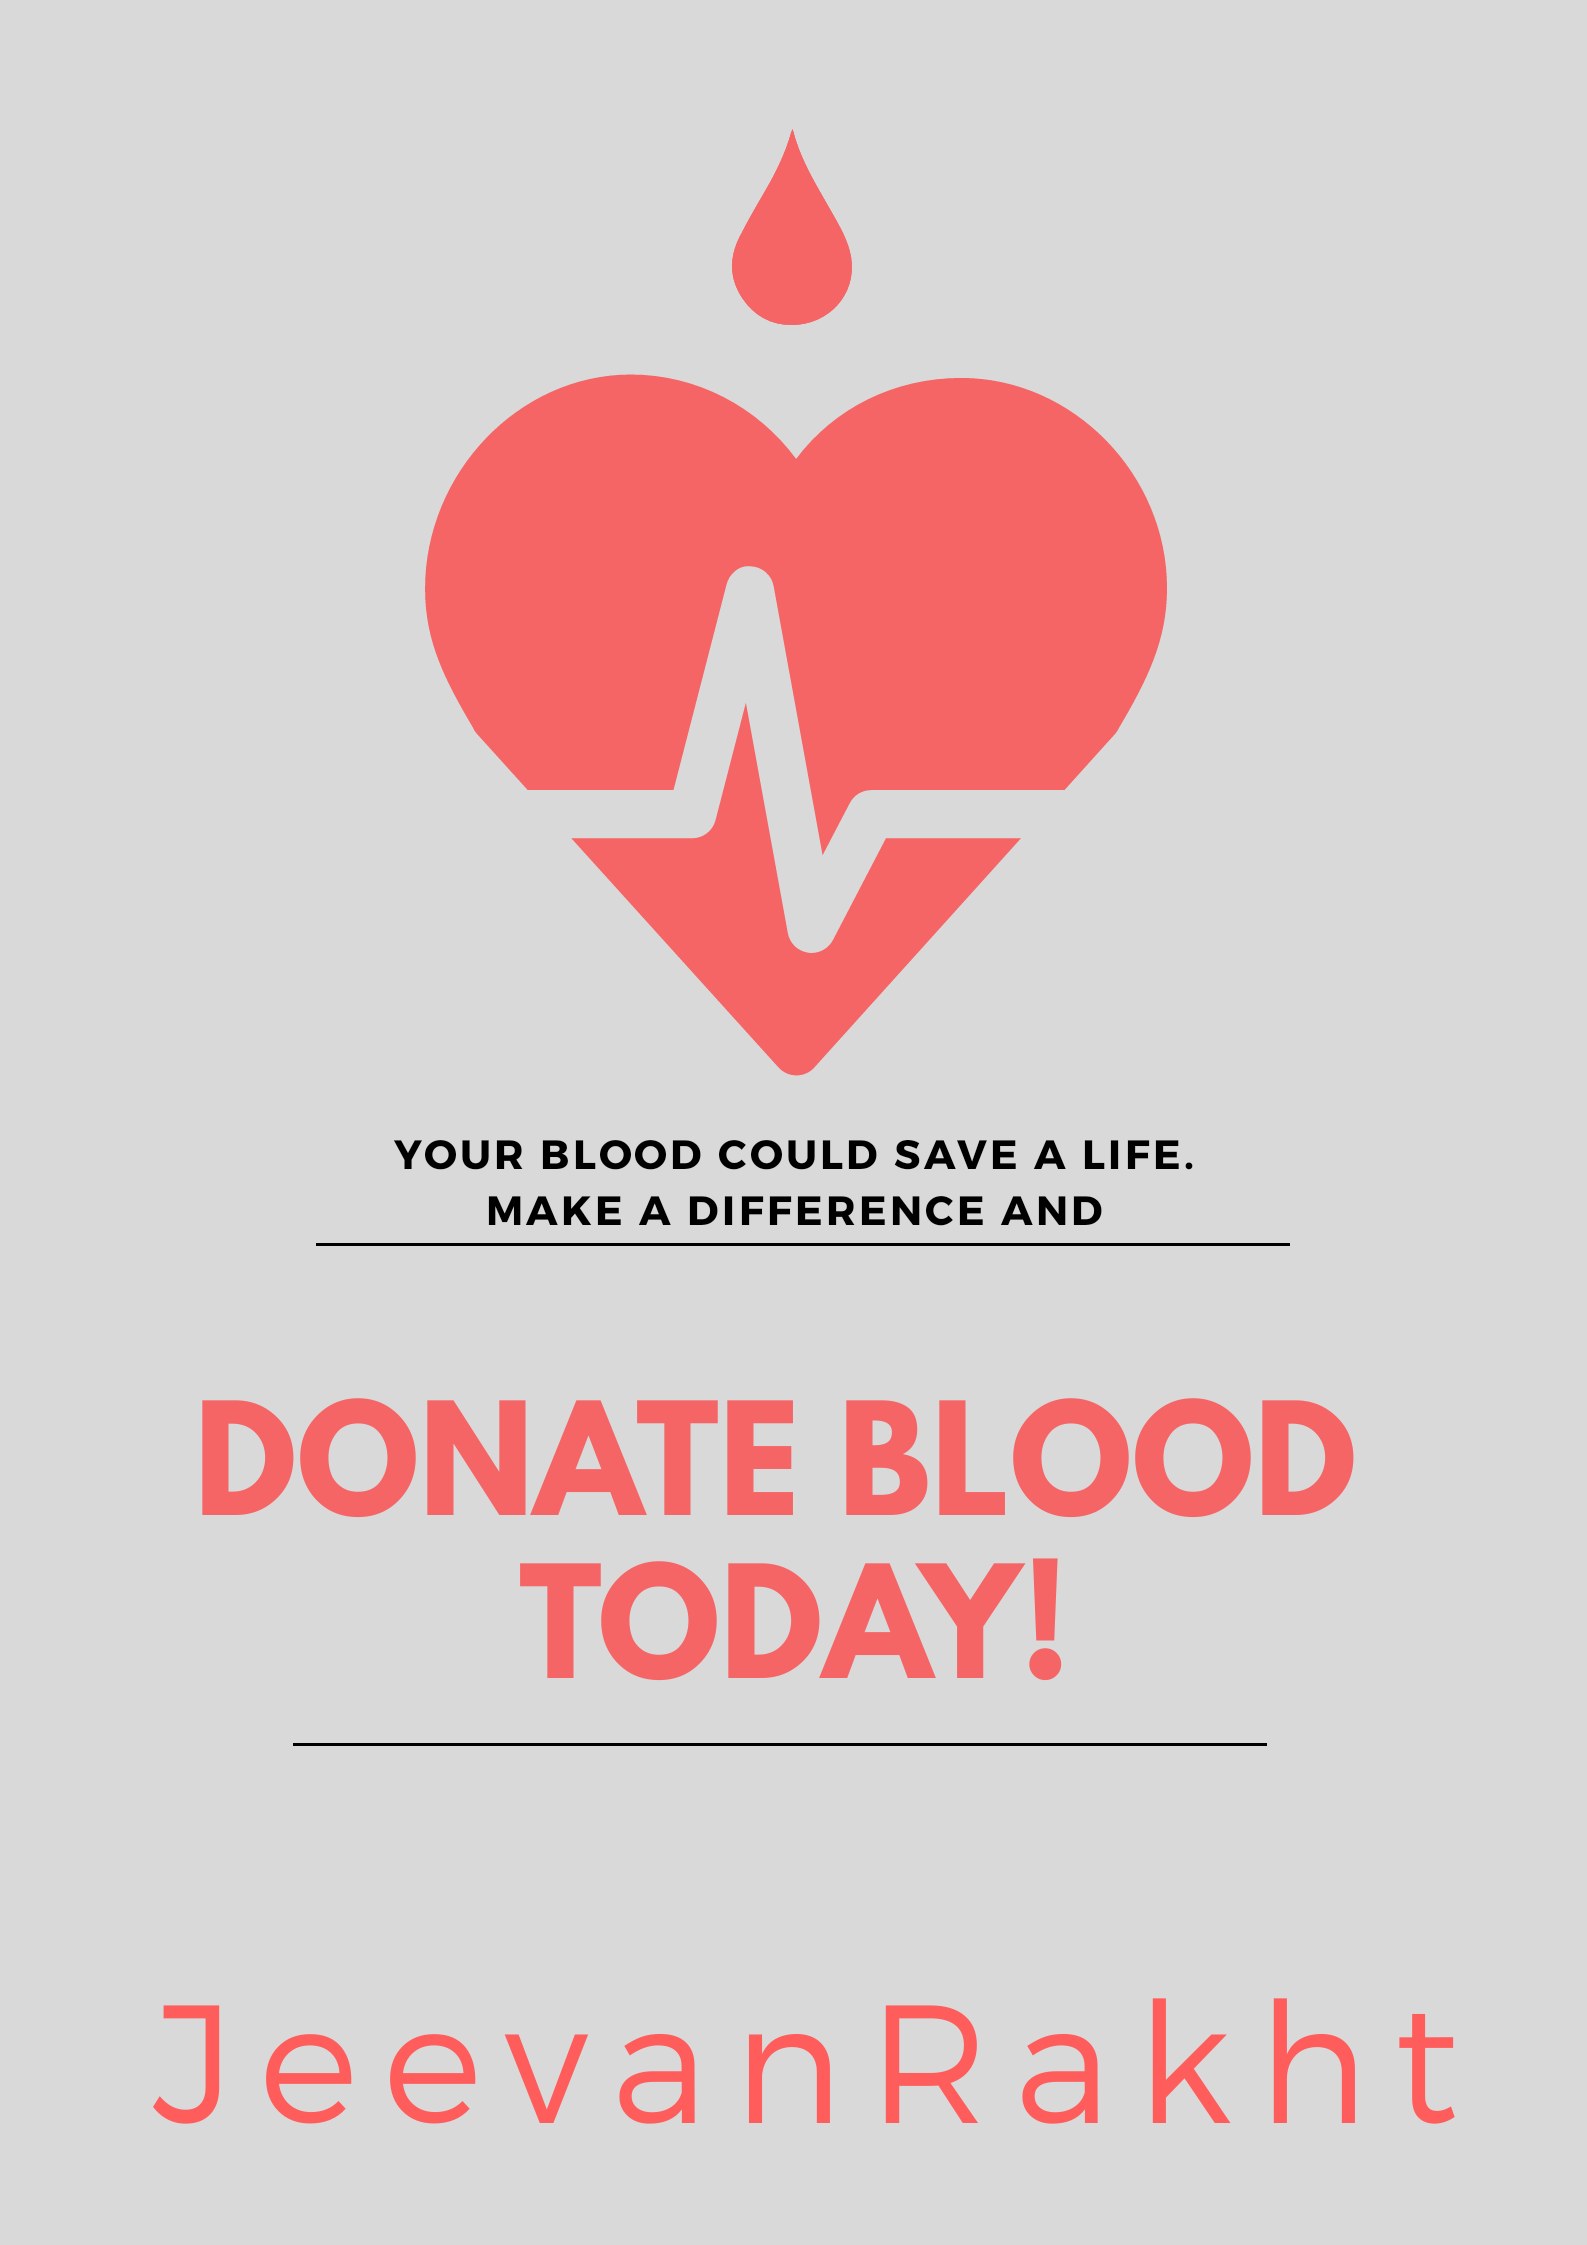 YOUR BLOOD COULD SAVE A LIFE.
MAKE A DIFFERENCE AND
DONATE BLOOD
TODAY!
JeevanRakht